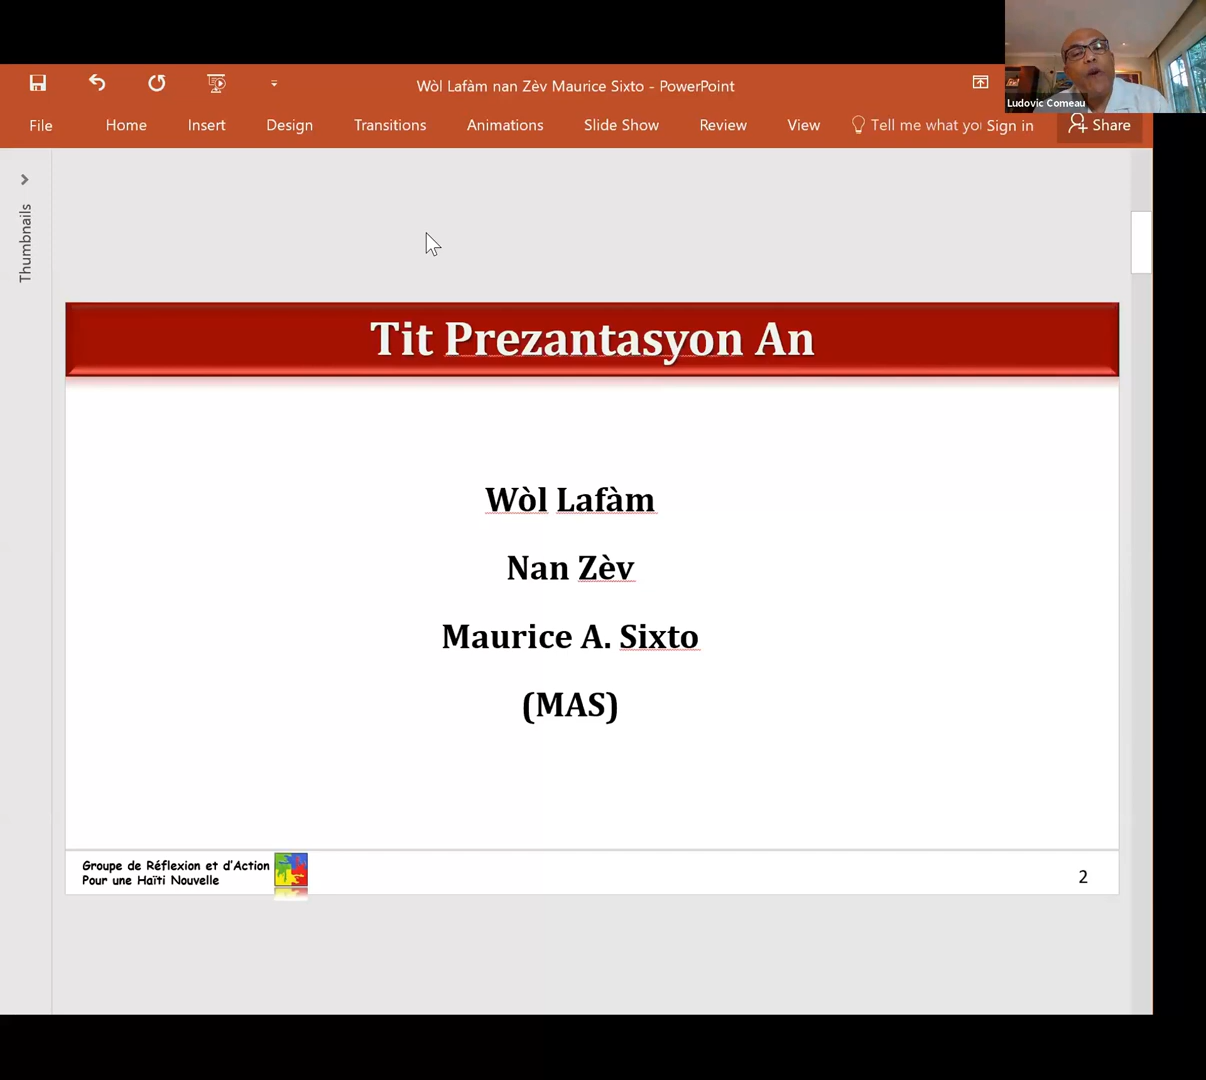 Wòl Lafàm nan Zèv Maurice Sixto - PowerPoint
Ludovic Comeau
File Home Insert Design Transitions Animations Slide Show Review View Tell me what yo Sign in Share
Thumbnails
Tit Prezantasyon An
Wòl Lafàm
Nan Zèv
Maurice A. Sixto
(MAS)
Groupe de Réflexion et d'Action
Pour une Haïti Nouvelle
2